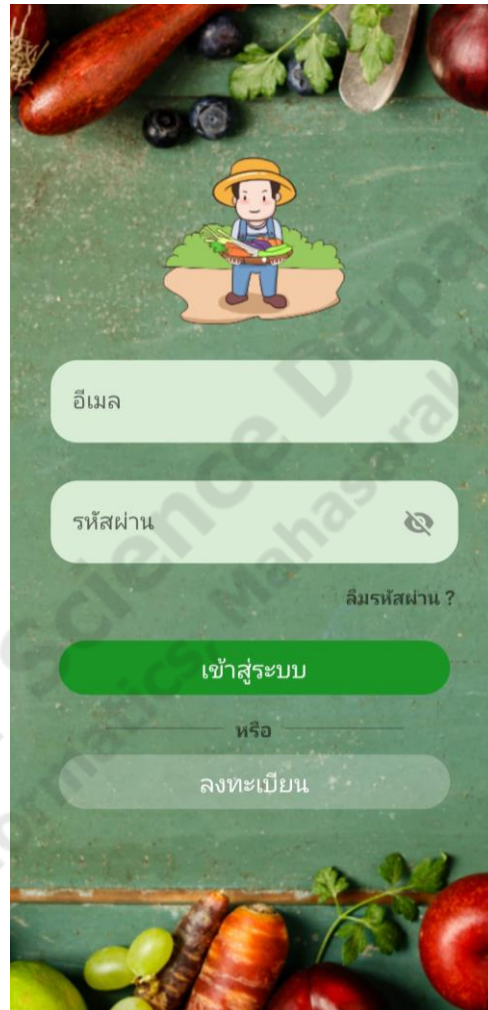 อีเมล
รหัสผ่าน
ลืมรหัสผ่าน ?
เข้าสู่ระบบ
หรือ
ลงทะเบียน